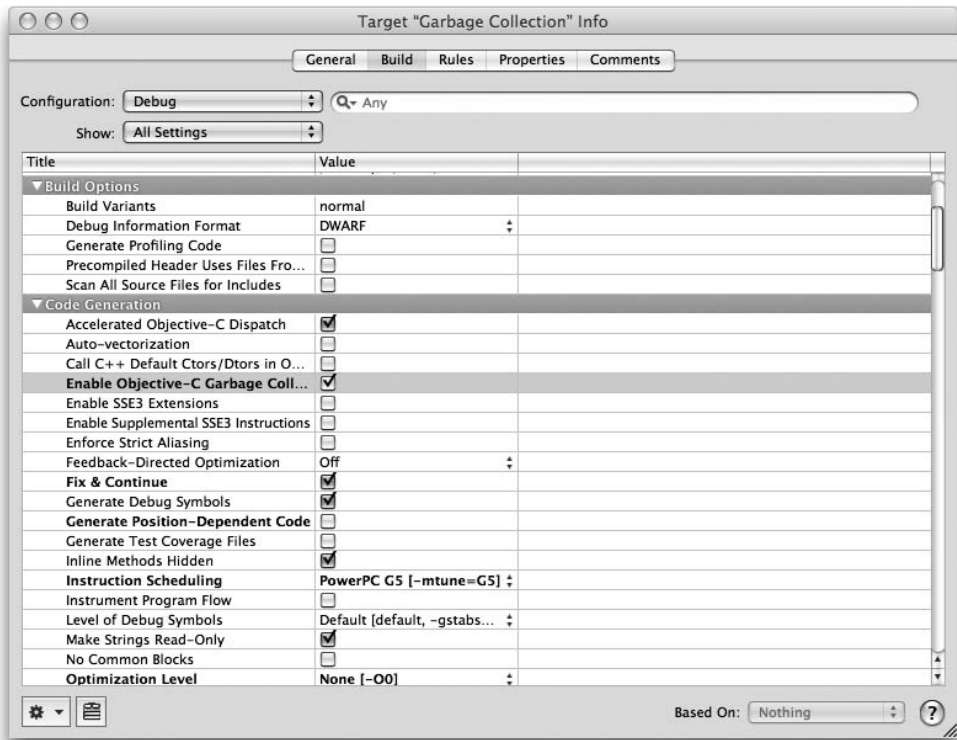 Target “Garbage Collection” Info
General Build Rules Properties Comments
Configuration: Debug Any
Show: All Settings
Title Value
Build Options
Build Variants normal
Debug Information Format DWARF
Generate Profiling Code
Precompiled Header Uses Files Fro...
Scan All Source Files for Includes
Code Generation
Accelerated Objective-C Dispatch
Auto-vectorization
Call C++ Default Ctors/Dtors in O...
Enable Objective-C Garbage Coll...
Enable SSE3 Extensions
Enable Supplemental SSE3 Instructions
Enforce Strict Aliasing
Feedback-Directed Optimization Off
Fix & Continue
Generate Debug Symbols
Generate Position-Dependent Code
Generate Test Coverage Files
Inline Methods Hidden
Instruction Scheduling PowerPC G5 [-mtune=G5]
Instrument Program Flow
Level of Debug Symbols Default [default, -gstabs...
Make Strings Read-Only
No Common Blocks
Optimization Level None [-O0]
Based On: Nothing ?